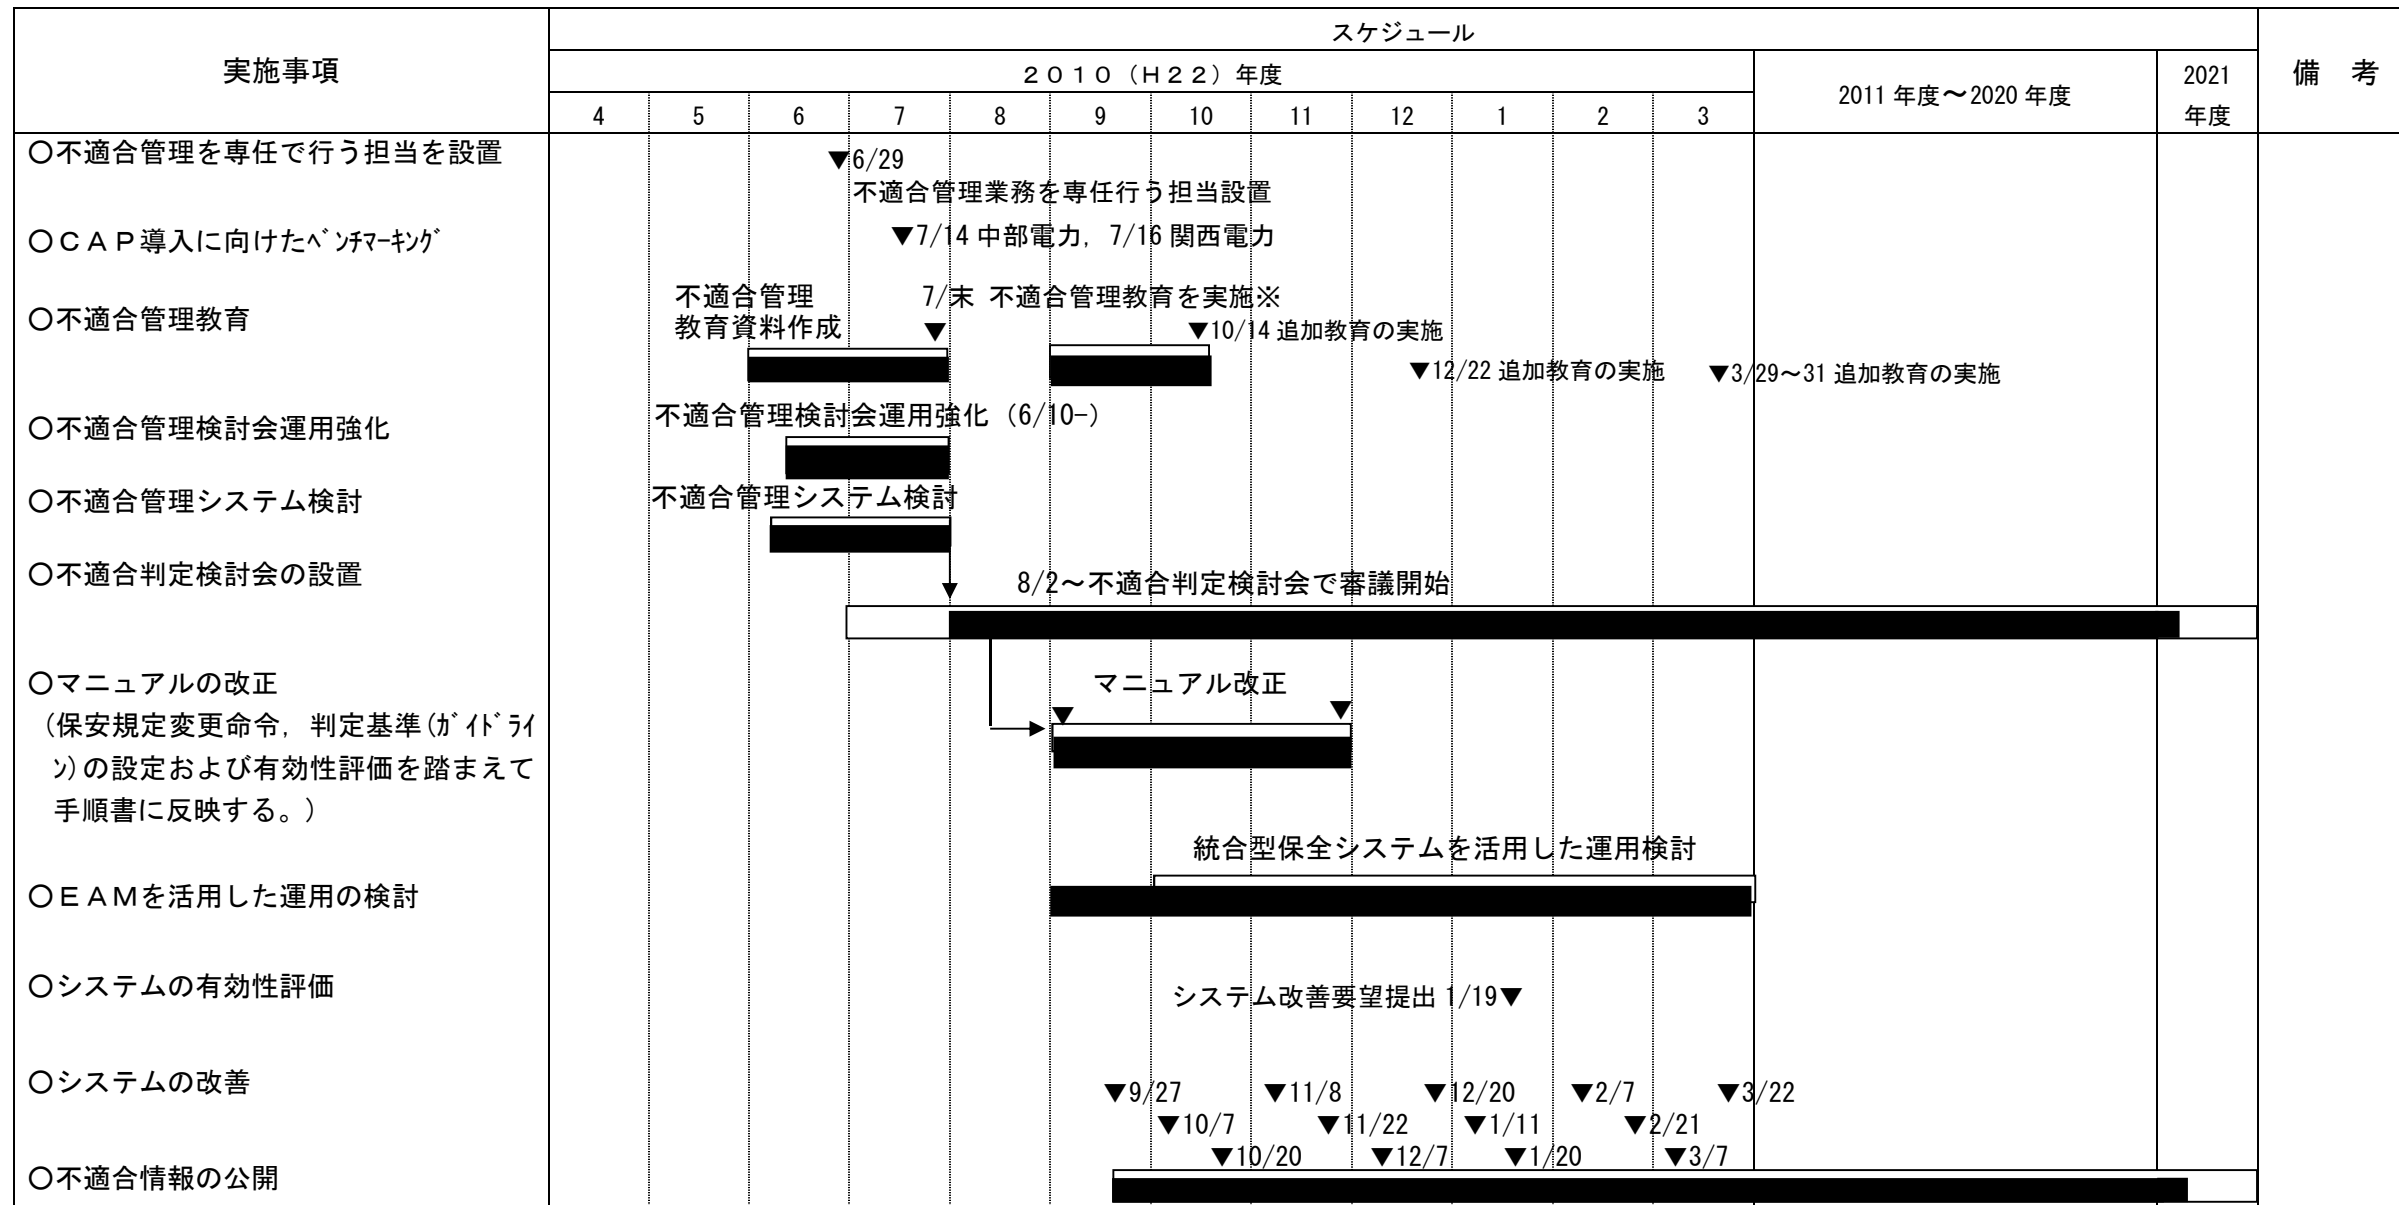 スケジュール
実施事項
２０１０（Ｈ２２）年度
2011 年度～2020 年度
2021
年度
備　考
4 5 6 7 8 9 10 11 12 1 2 3
○不適合管理を専任で行う担当を設置
▼6/29
不適合管理業務を専任行う担当設置
○ＣＡＰ導入に向けたﾍﾞﾝﾁﾏｰｷﾝｸﾞ
▼7/14 中部電力，7/16 関西電力
○不適合管理教育
不適合管理
教育資料作成
7/末 不適合管理教育を実施※
▼
▼10/14 追加教育の実施
▼12/22 追加教育の実施
▼3/29～31 追加教育の実施
○不適合管理検討会運用強化
不適合管理検討会運用強化（6/10-）
○不適合管理システム検討
不適合管理システム検討
○不適合判定検討会の設置
8/2～不適合判定検討会で審議開始
○マニュアルの改正
（保安規定変更命令，判定基準(ｶﾞｲﾄﾞﾗｲ
ﾝ)の設定および有効性評価を踏まえて
手順書に反映する。）
マニュアル改正
▼ ▼
○ＥＡＭを活用した運用の検討
統合型保全システムを活用した運用検討
○システムの有効性評価
システム改善要望提出 1/19▼
○システムの改善
▼9/27 ▼11/8 ▼12/20 ▼2/7 ▼3/22
▼10/7 ▼11/22 ▼1/11 ▼2/21
▼10/20 ▼12/7 ▼1/20 ▼3/7
○不適合情報の公開